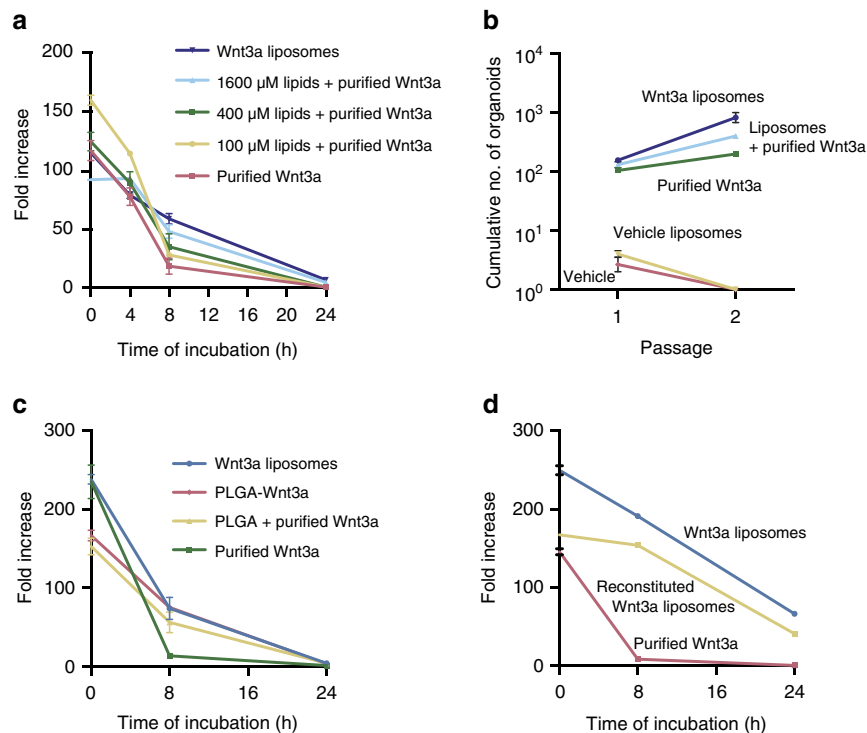 a
200
150
100
50
0
Fold increase
0 4 8 12 16 20 24
Time of incubation (h)
Wnt3a liposomes
1600 μM lipids + purified Wnt3a
400 μM lipids + purified Wnt3a
100 μM lipids + purified Wnt3a
Purified Wnt3a
b
10⁴
10³
10²
10¹
10⁰
Cumulative no. of organoids
Wnt3a liposomes
Liposomes
+ purified Wnt3a
Purified Wnt3a
Vehicle liposomes
Vehicle
1 2
Passage
c
300
200
100
0
Fold increase
Wnt3a liposomes
PLGA-Wnt3a
PLGA + purified Wnt3a
Purified Wnt3a
0 8 16 24
Time of incubation (h)
d
300
200
100
0
Fold increase
Wnt3a liposomes
Reconstituted
Wnt3a liposomes
Purified Wnt3a
0 8 16 24
Time of incubation (h)